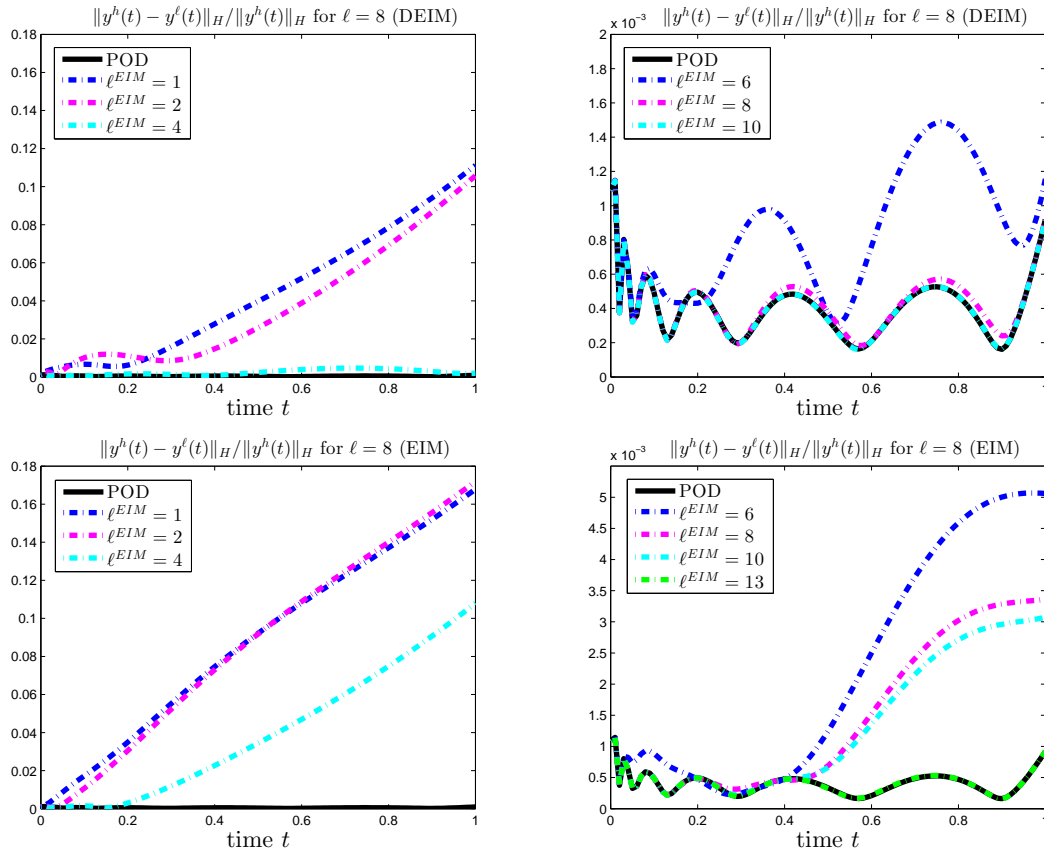 ‖y^h(t) − y^ℓ(t)‖_H/‖y^h(t)‖_H for ℓ = 8 (DEIM)
0.18
0.16
0.14
0.12
0.1
0.08
0.06
0.04
0.02
0
POD
ℓ^EIM = 1
ℓ^EIM = 2
ℓ^EIM = 4
0 0.2 0.4 0.6 0.8 1
time t
‖y^h(t) − y^ℓ(t)‖_H/‖y^h(t)‖_H for ℓ = 8 (DEIM)
x 10^−3
2
1.8
1.6
1.4
1.2
1
0.8
0.6
0.4
0.2
0
POD
ℓ^EIM = 6
ℓ^EIM = 8
ℓ^EIM = 10
0 0.2 0.4 0.6 0.8 1
time t
‖y^h(t) − y^ℓ(t)‖_H/‖y^h(t)‖_H for ℓ = 8 (EIM)
0.18
0.16
0.14
0.12
0.1
0.08
0.06
0.04
0.02
0
POD
ℓ^EIM = 1
ℓ^EIM = 2
ℓ^EIM = 4
0 0.2 0.4 0.6 0.8 1
time t
‖y^h(t) − y^ℓ(t)‖_H/‖y^h(t)‖_H for ℓ = 8 (EIM)
x 10^−3
5
4.5
4
3.5
3
2.5
2
1.5
1
0.5
0
POD
ℓ^EIM = 6
ℓ^EIM = 8
ℓ^EIM = 10
ℓ^EIM = 13
0 0.2 0.4 0.6 0.8 1
time t